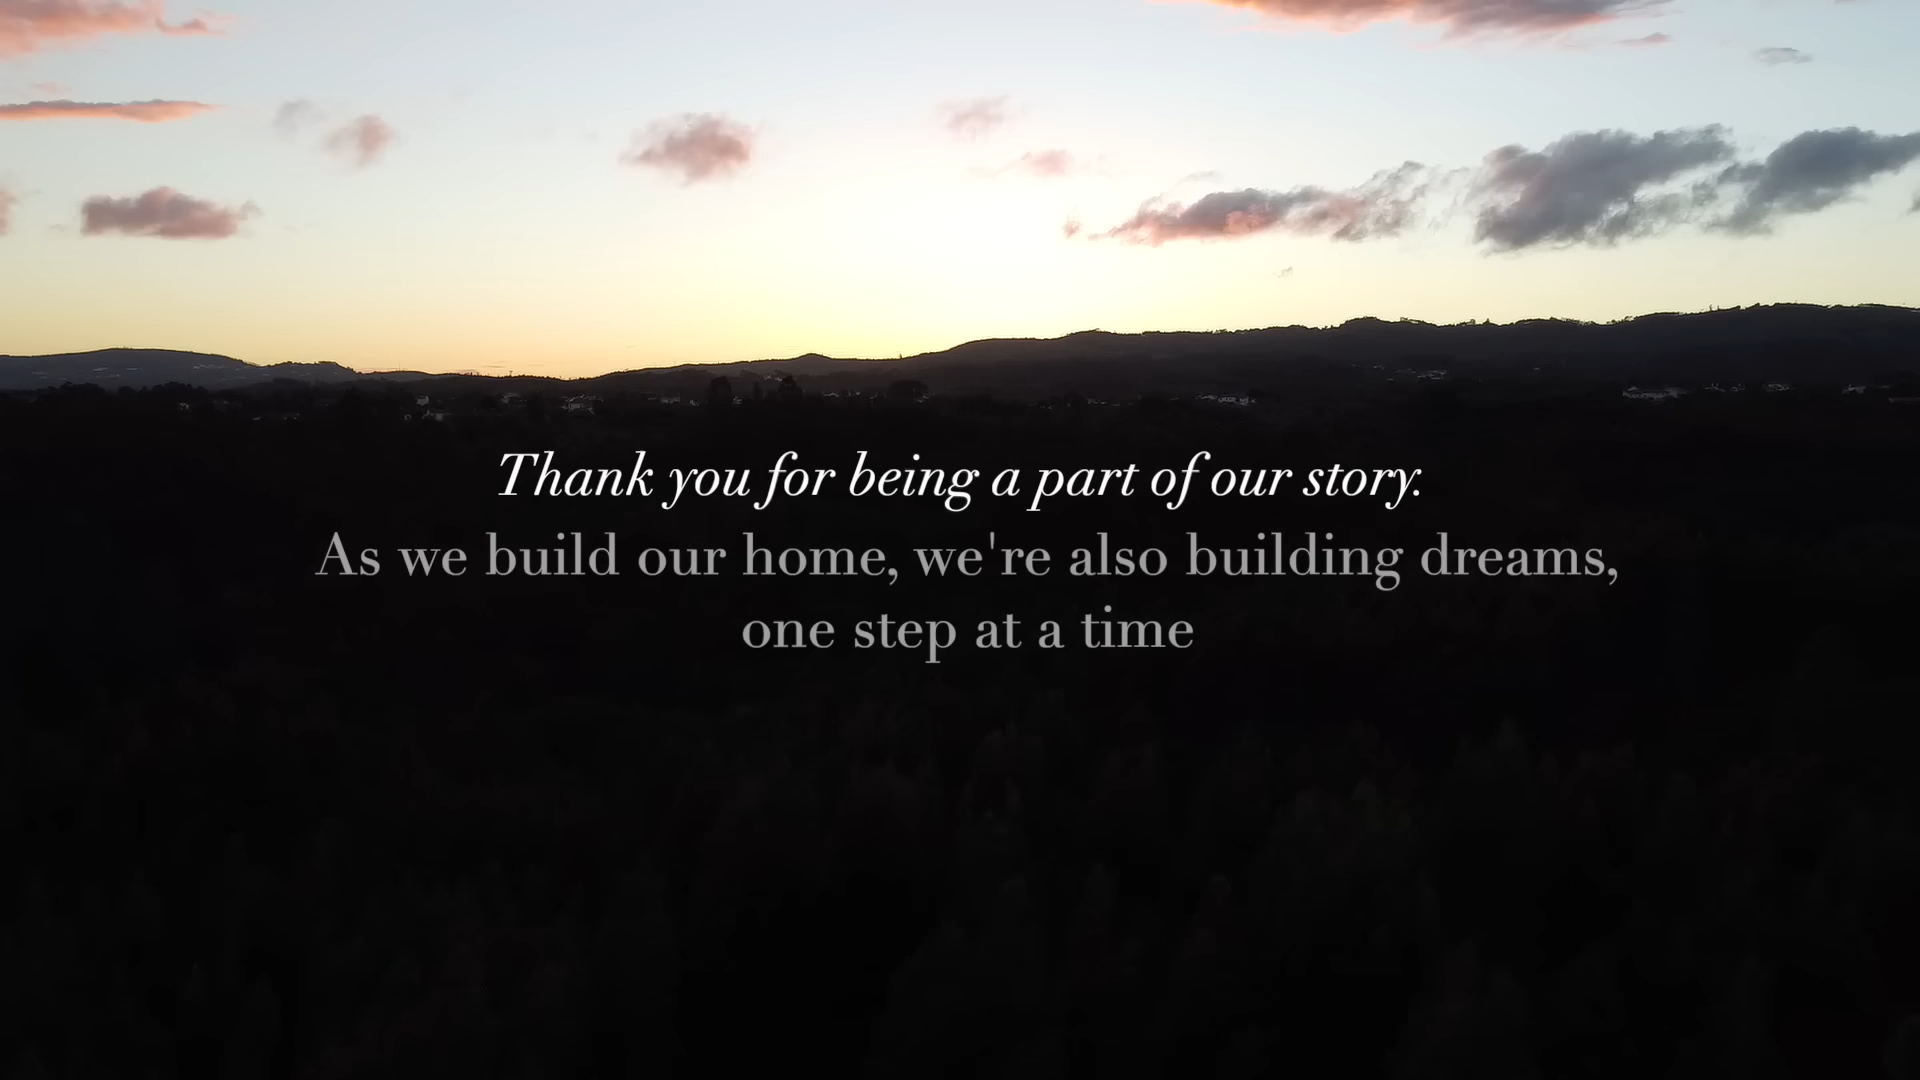 Thank you for being a part of our story.
As we build our home, we're also building dreams,
one step at a time